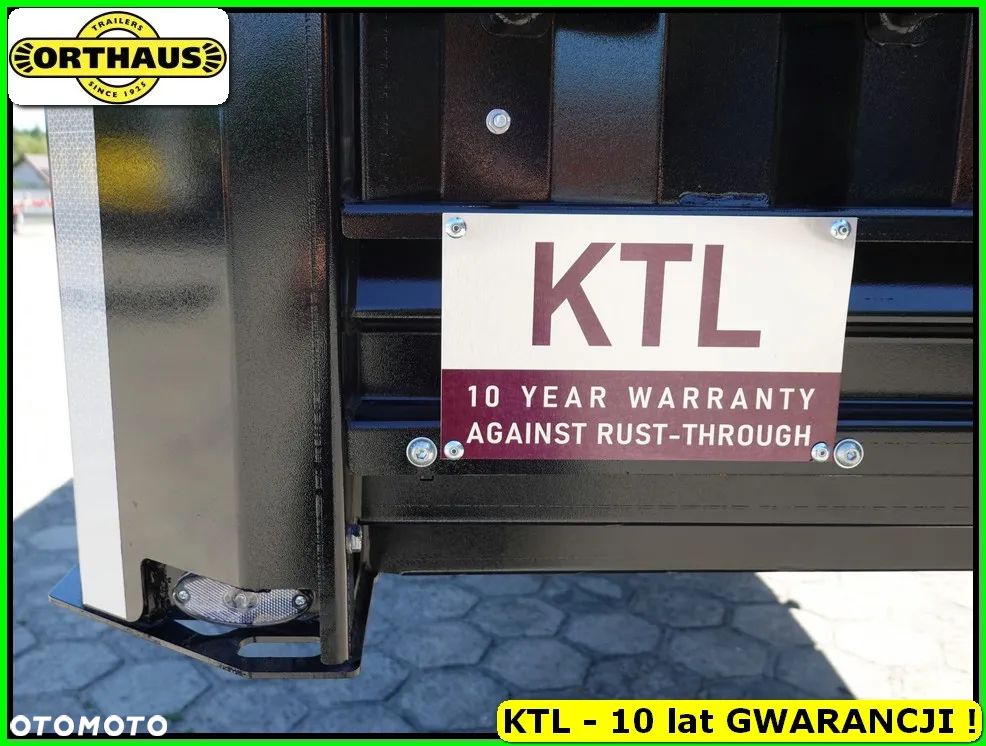 TRAILERS
ORTHAUS
SINCE 1925
KTL
10 YEAR WARRANTY
AGAINST RUST-THROUGH
OTOMOTO
KTL - 10 lat GWARANCJI !